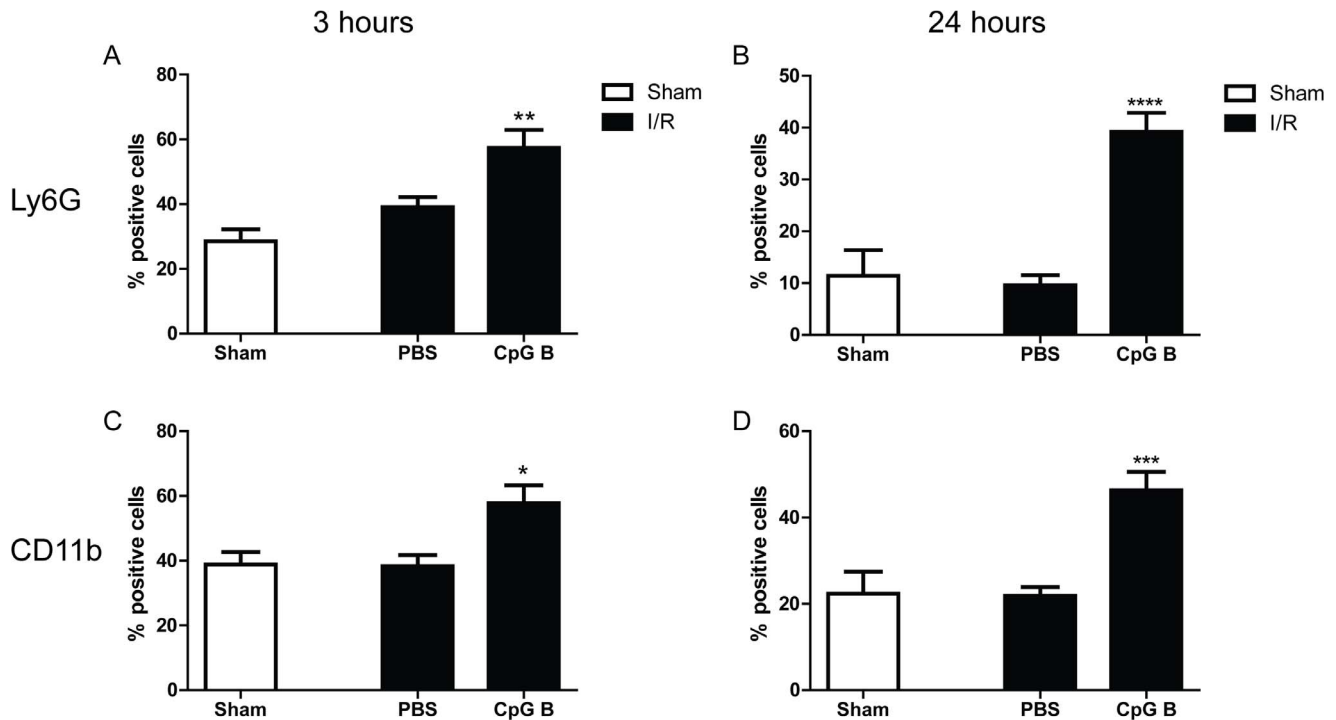 3 hours
24 hours
Ly6G
A
% positive cells
80
60
40
20
0
**
Sham
PBS
CpG B
Sham
I/R
B
% positive cells
50
40
30
20
10
0
****
Sham
PBS
CpG B
Sham
I/R
CD11b
C
% positive cells
80
60
40
20
0
*
Sham
PBS
CpG B
D
% positive cells
60
40
20
0
***
Sham
PBS
CpG B